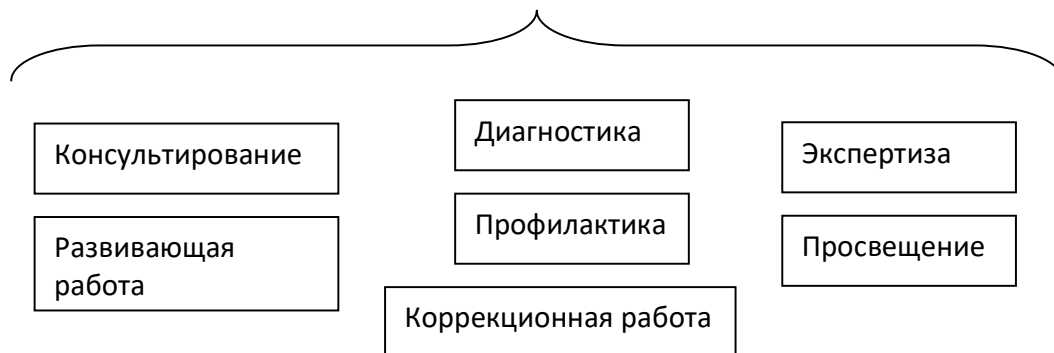 Консультирование
Диагностика
Экспертиза
Развивающая
работа
Профилактика
Просвещение
Коррекционная работа